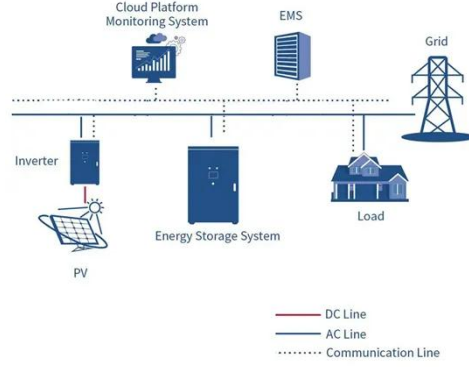 Cloud Platform
Monitoring System
EMS
Grid
Inverter
Energy Storage System
Load
PV
DC Line
AC Line
Communication Line